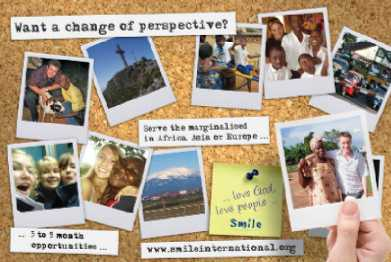 Want a change of perspective?
Serve the marginalised
in Africa, Asia or Europe ...
... love God,
love people ...
Smile
... 3 to 9 month
opportunities ...
www.smileinternational.org